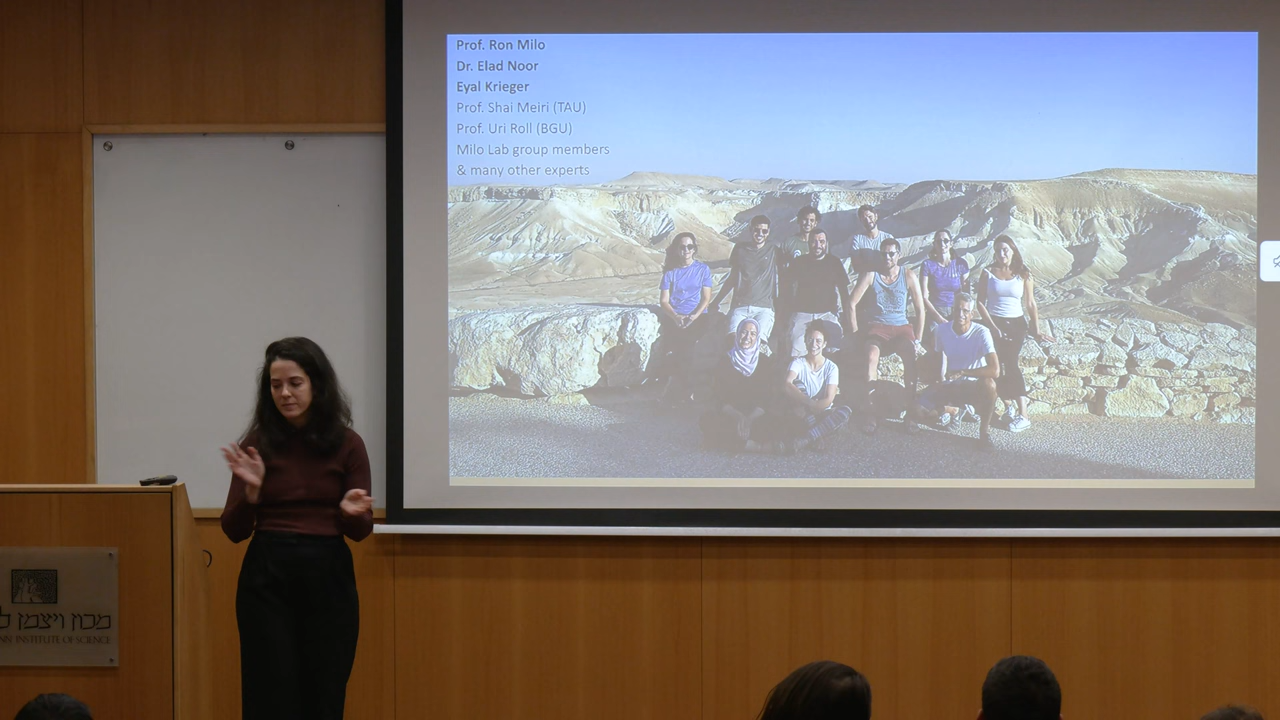 Prof. Ron Milo
Dr. Elad Noor
Eyal Krieger
Prof. Shai Meiri (TAU)
Prof. Uri Roll (BGU)
Milo Lab group members
& many other experts
מכון ויצמן ל
NN INSTITUTE OF SCIENCE